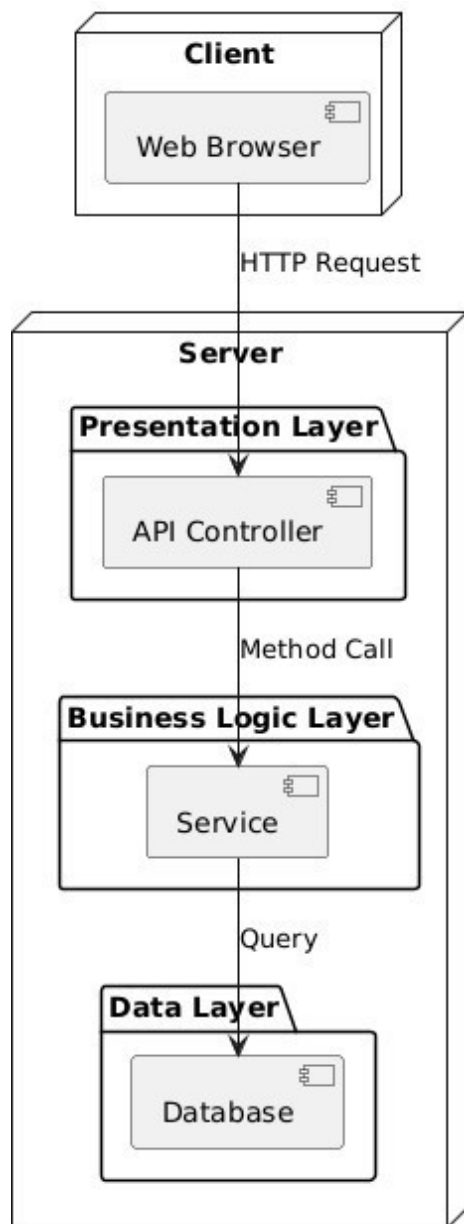 Client
Web Browser
HTTP Request
Server
Presentation Layer
API Controller
Method Call
Business Logic Layer
Service
Query
Data Layer
Database